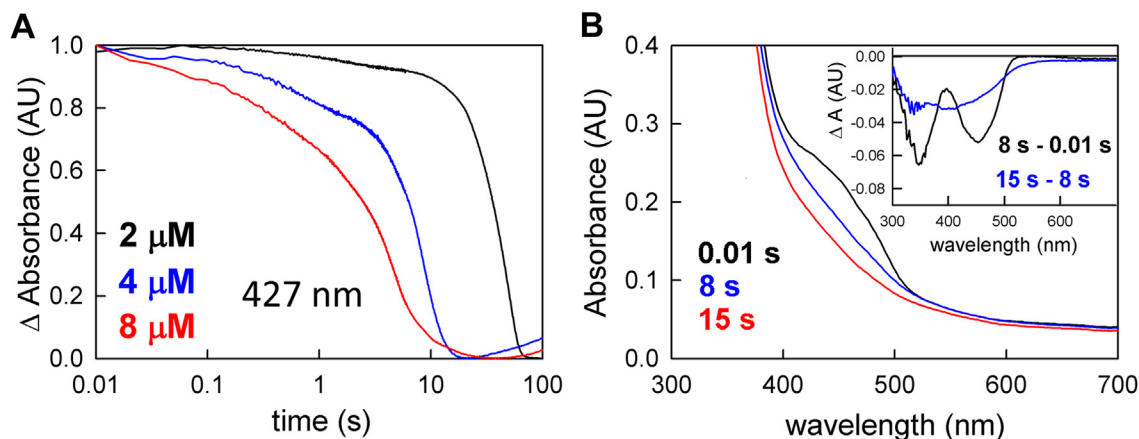 A
Δ Absorbance (AU)
1.0
0.8
0.6
0.4
0.2
0.0
2 μM
4 μM
8 μM
427 nm
0.01
0.1
1
10
100
time (s)
B
Absorbance (AU)
0.4
0.3
0.2
0.1
0.0
0.01 s
8 s
15 s
300
400
500
600
700
wavelength (nm)
Δ A (AU)
0.00
-0.02
-0.04
-0.06
-0.08
8 s - 0.01 s
15 s - 8 s
300
400
500
600
wavelength (nm)